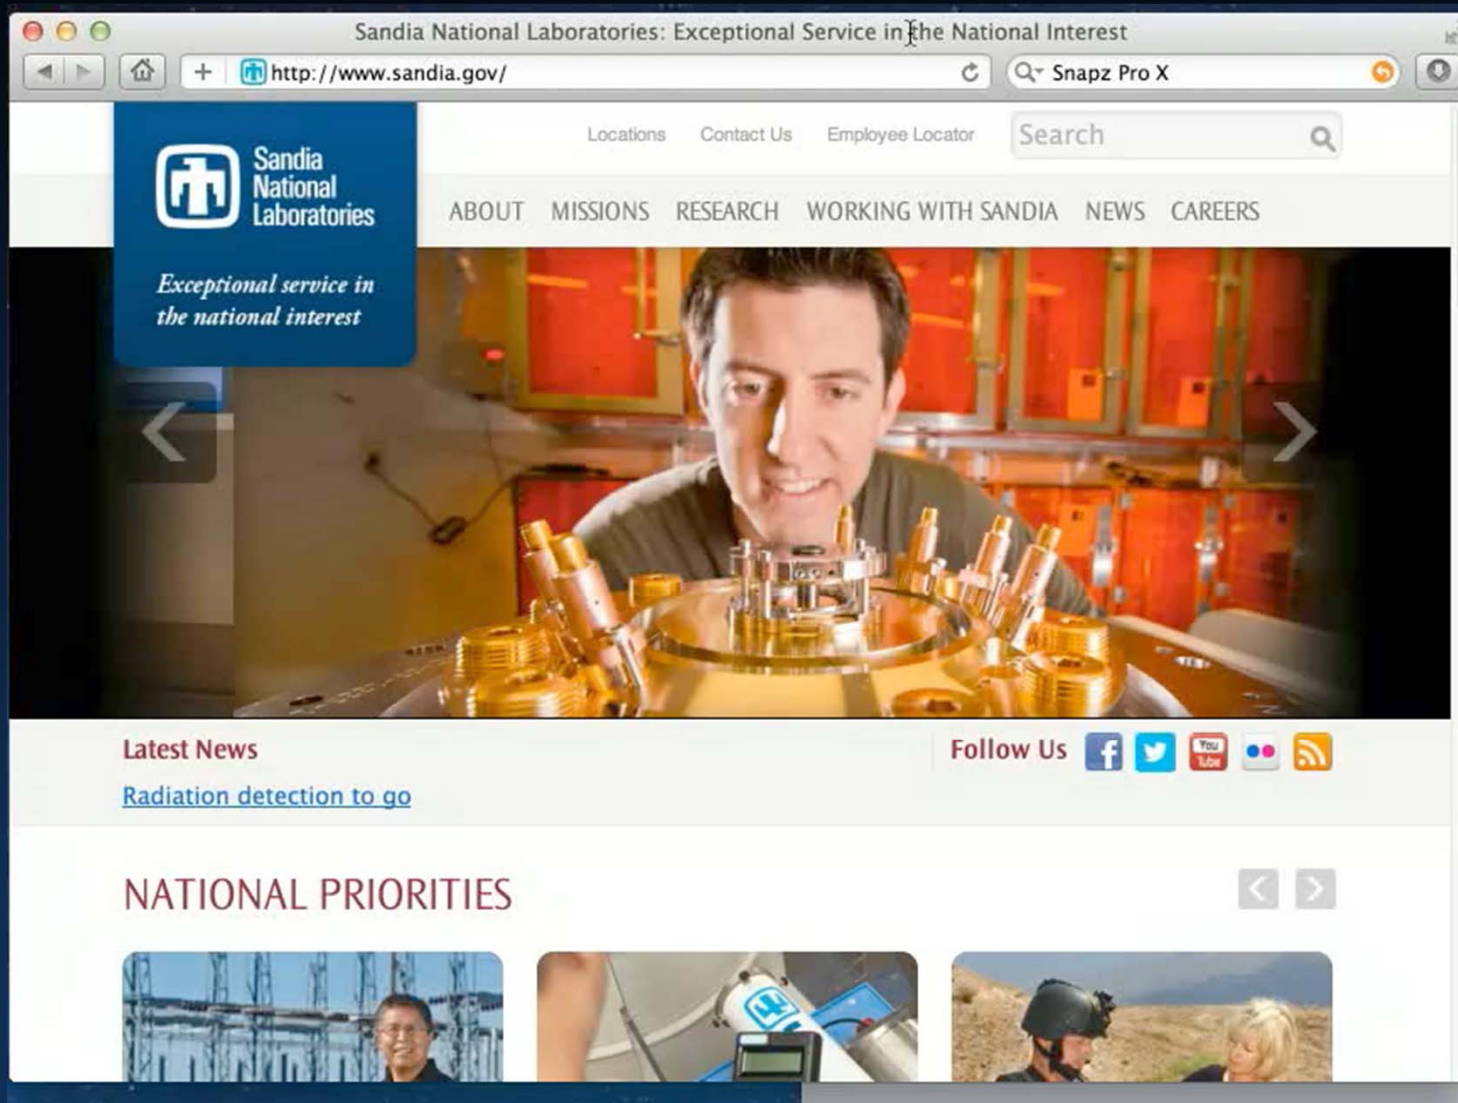 Sandia National Laboratories: Exceptional Service in the National Interest
http://www.sandia.gov/
Snapz Pro X
Locations Contact Us Employee Locator Search
Sandia
National
Laboratories
ABOUT MISSIONS RESEARCH WORKING WITH SANDIA NEWS CAREERS
Exceptional service in
the national interest
Latest News
Follow Us
You
Tube
Radiation detection to go
NATIONAL PRIORITIES